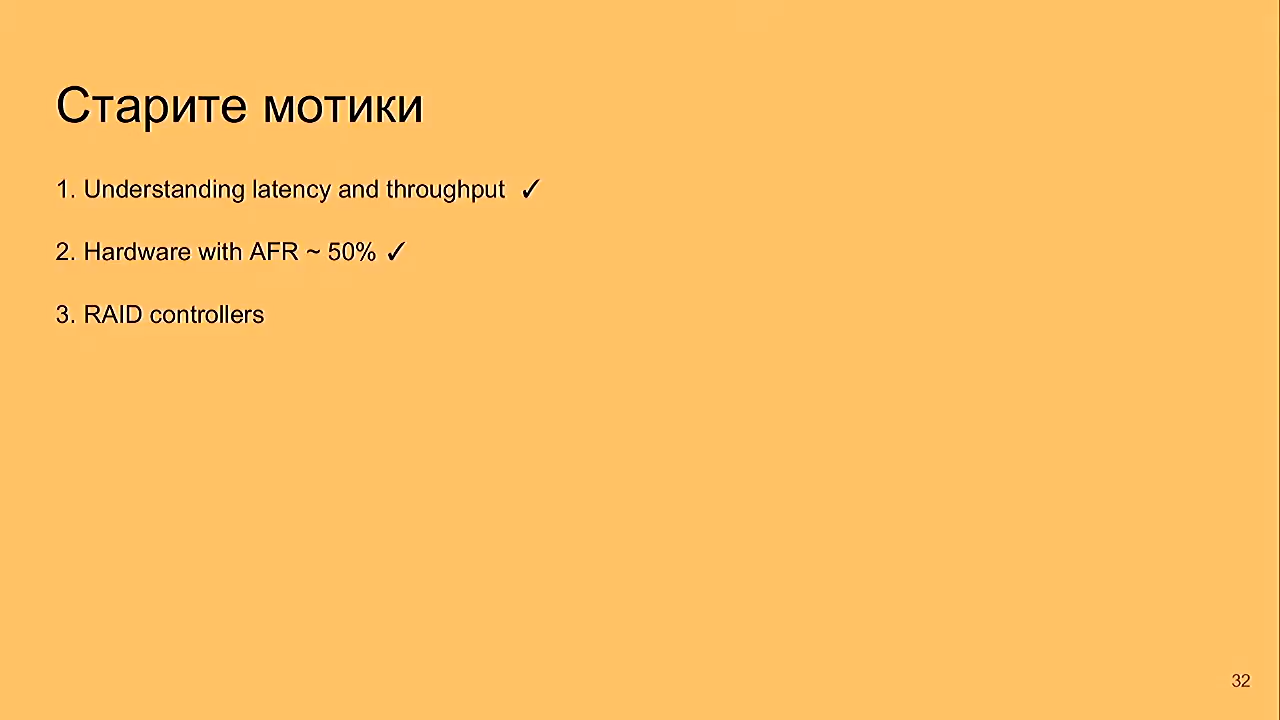 Старите мотики
1. Understanding latency and throughput ✓
2. Hardware with AFR ~ 50% ✓
3. RAID controllers
32